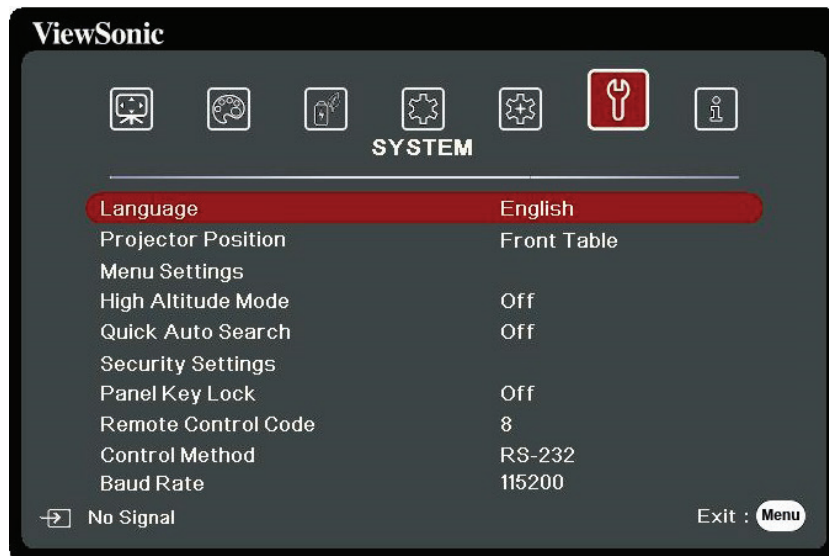 ViewSonic
SYSTEM
Language English
Projector Position Front Table
Menu Settings
High Altitude Mode Off
Quick Auto Search Off
Security Settings
Panel Key Lock Off
Remote Control Code 8
Control Method RS-232
Baud Rate 115200
No Signal Exit : Menu